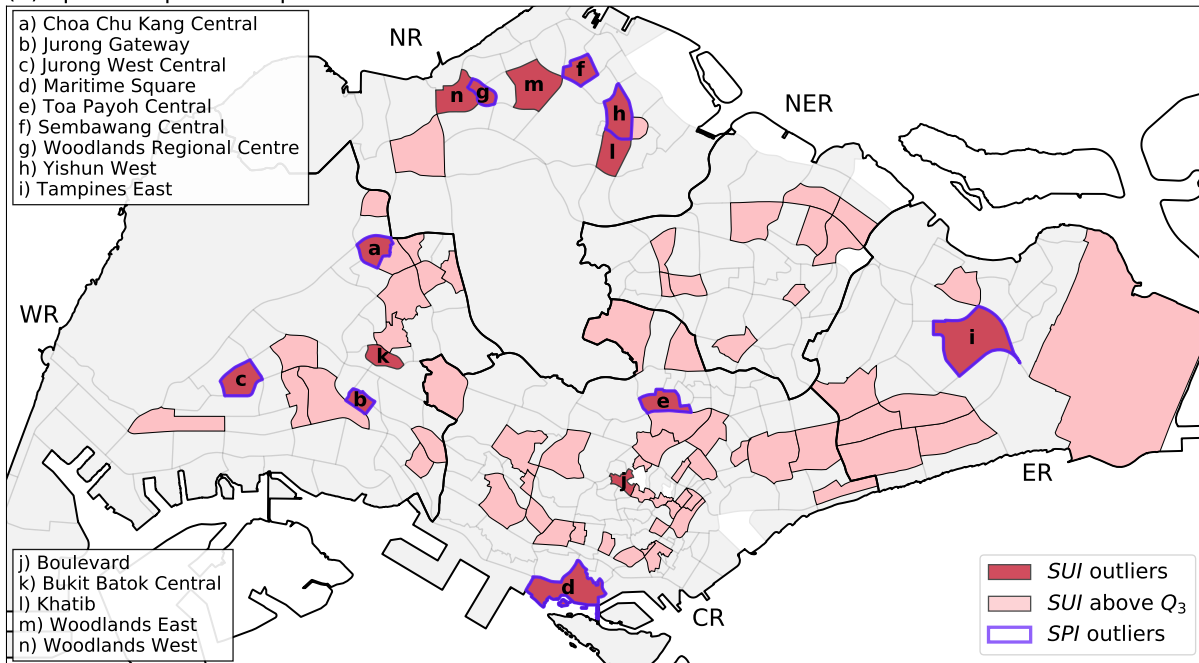 a) Choa Chu Kang Central
b) Jurong Gateway
c) Jurong West Central
d) Maritime Square
e) Toa Payoh Central
f) Sembawang Central
g) Woodlands Regional Centre
h) Yishun West
i) Tampines East
NR
NER
WR
ER
CR
n
g
m
f
h
l
a
i
k
c
b
e
j
d
j) Boulevard
k) Bukit Batok Central
l) Khatib
m) Woodlands East
n) Woodlands West
SUI outliers
SUI above Q3
SPI outliers